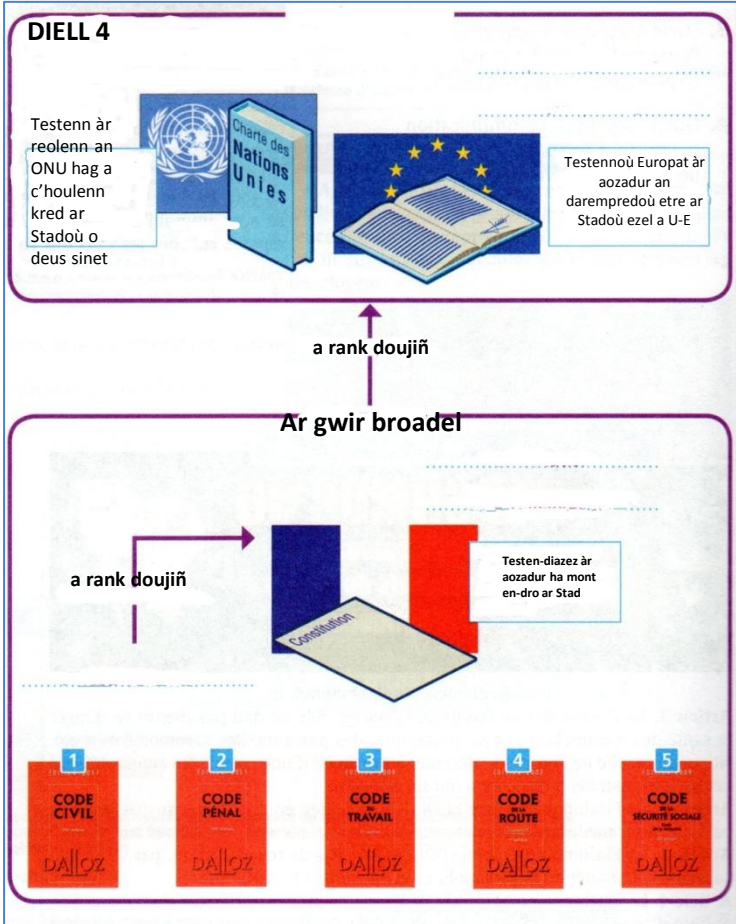 DIELL 4
Testenn àr
reolenn an
ONU hag a
c'houlenn
kred ar
Stadoù o
deus sinet
Charte des
Nations
Unies
Testennoù Europat àr
aozadur an
darempredoù etre ar
Stadoù ezel a U-E
a rank doujiñ
Ar gwir broadel
a rank doujiñ
Constitution
Testen-diazez àr
aozadur ha mont
en-dro ar Stad
1
CODE
CIVIL
DALLOZ
2
CODE
PÉNAL
DALLOZ
3
CODE
DU
TRAVAIL
DALLOZ
4
CODE
DE LA
ROUTE
DALLOZ
5
CODE
DE LA
SÉCURITÉ SOCIALE
DALLOZ